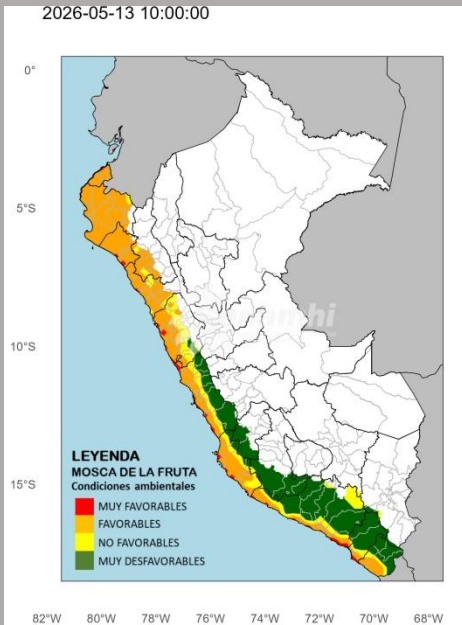 2026-05-13 10:00:00
0°
5°S
10°S
15°S
senamhi
LEYENDA
MOSCA DE LA FRUTA
Condiciones ambientales
MUY FAVORABLES
FAVORABLES
NO FAVORABLES
MUY DESFAVORABLES
82°W 80°W 78°W 76°W 74°W 72°W 70°W 68°W